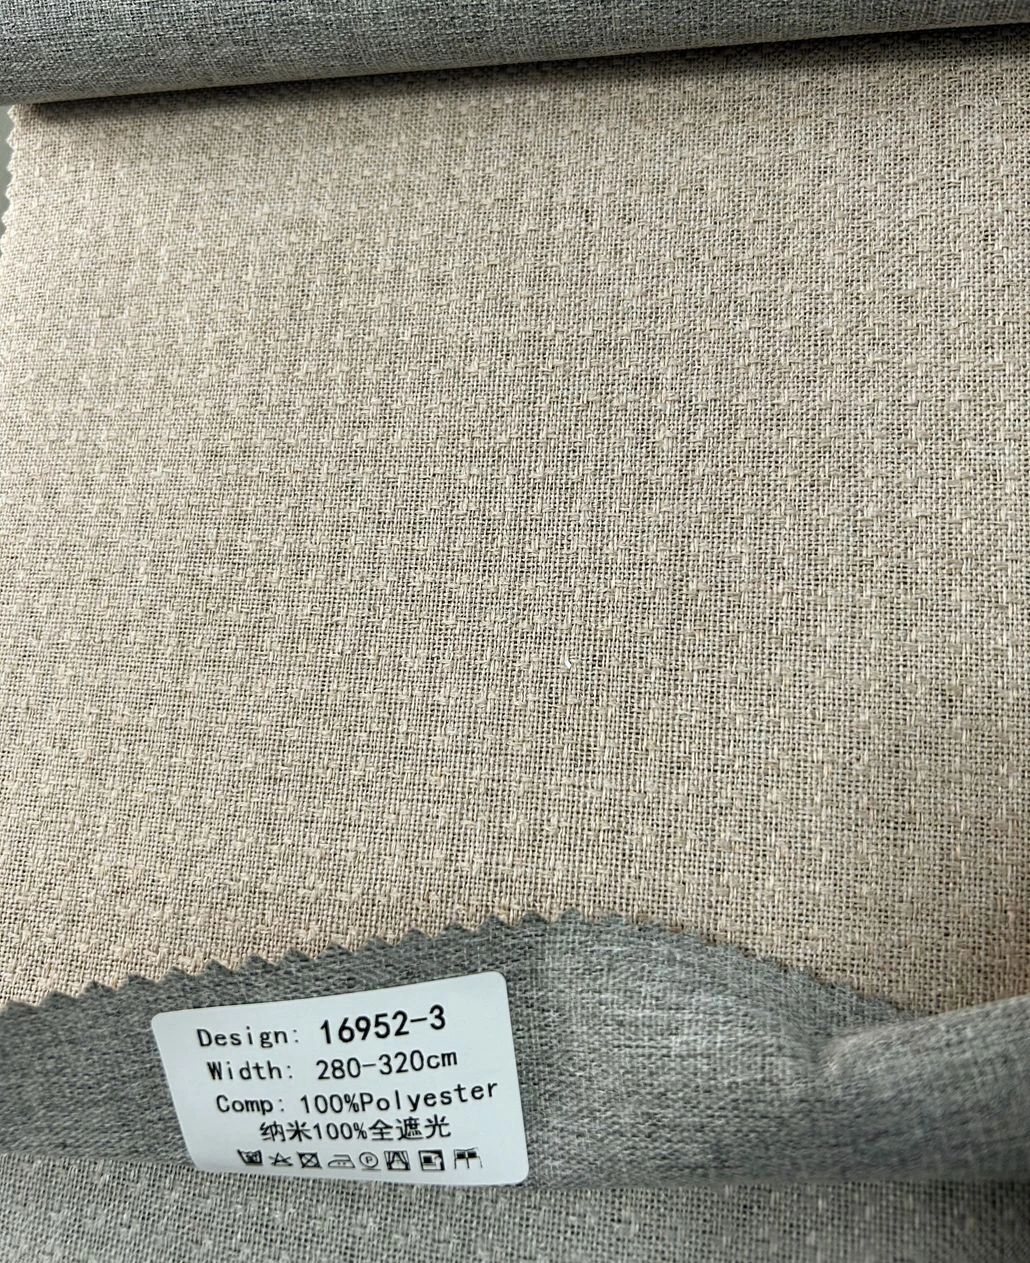 Design: 16952-3
Width: 280-320cm
Comp: 100%Polyester
纳米100%全遮光